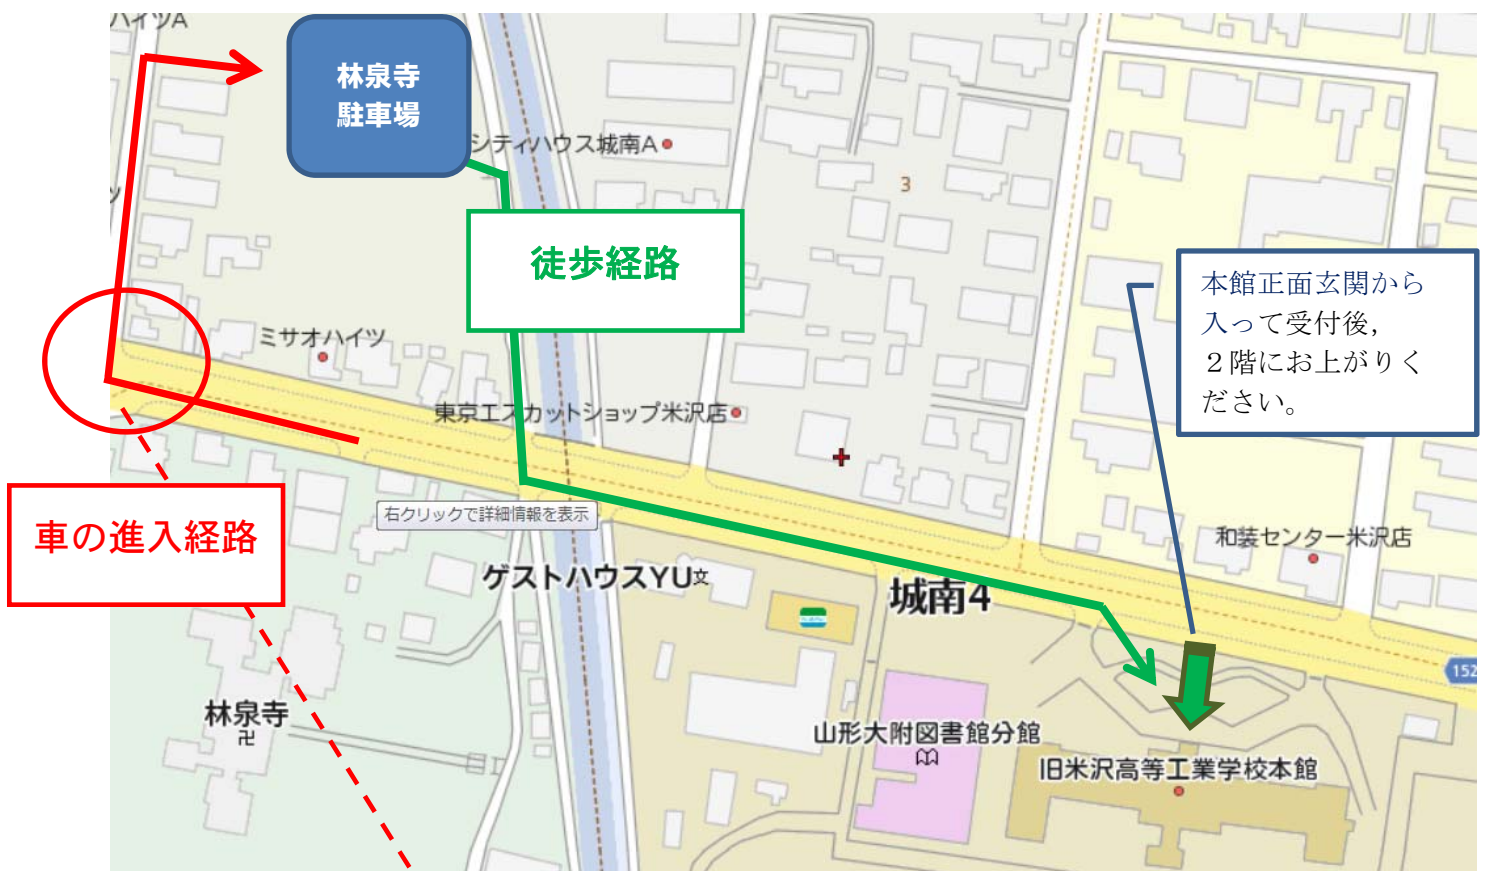 ハイツA
林泉寺
駐車場
シティハウス城南A
3
ツ
徒歩経路
本館正面玄関から
入って受付後,
２階にお上がりく
ださい。
ミサオハイツ
東京エスカットショップ米沢店
車の進入経路
右クリックで詳細情報を表示
和装センター米沢店
ゲストハウスYU
文
城南4
152
林泉寺
卍
山形大附図書館分館
旧米沢高等工業学校本館